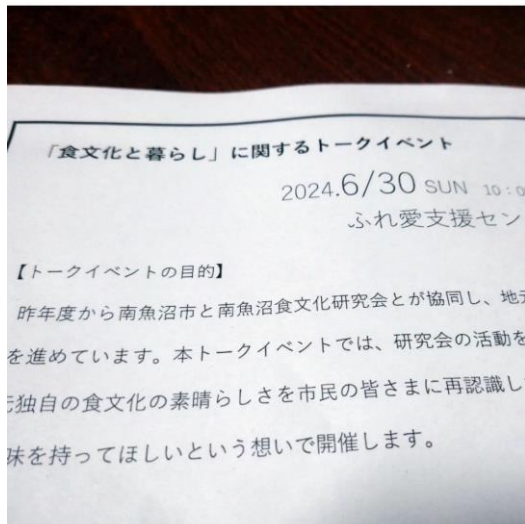 「食文化と暮らし」に関するトークイベント
2024.6/30 SUN 10:0
ふれ愛支援セン
【トークイベントの目的】
昨年度から南魚沼市と南魚沼食文化研究会とが協同し、地元
を進めています。本トークイベントでは、研究会の活動を
元独自の食文化の素晴らしさを市民の皆さまに再認識し
味を持ってほしいという想いで開催します。